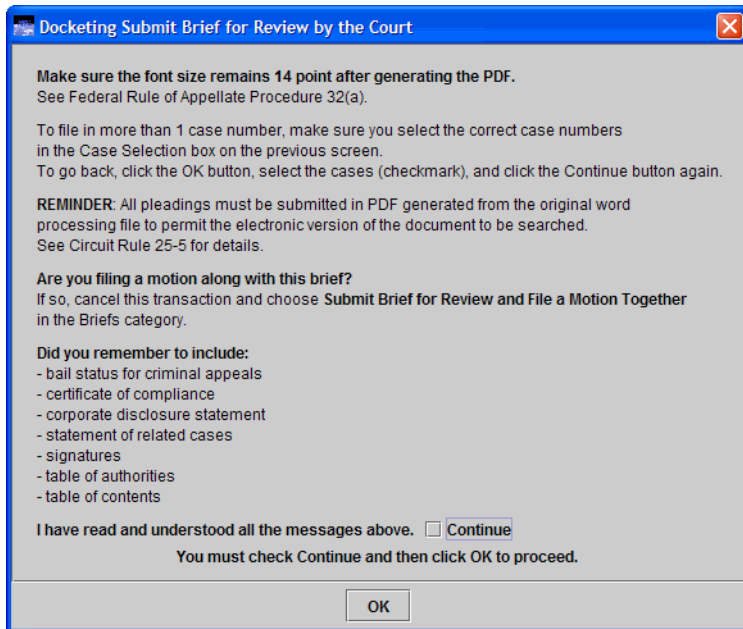 Docketing Submit Brief for Review by the Court
Make sure the font size remains 14 point after generating the PDF.
See Federal Rule of Appellate Procedure 32(a).
To file in more than 1 case number, make sure you select the correct case numbers
in the Case Selection box on the previous screen.
To go back, click the OK button, select the cases (checkmark), and click the Continue button again.
REMINDER: All pleadings must be submitted in PDF generated from the original word
processing file to permit the electronic version of the document to be searched.
See Circuit Rule 25-5 for details.
Are you filing a motion along with this brief?
If so, cancel this transaction and choose Submit Brief for Review and File a Motion Together
in the Briefs category.
Did you remember to include:
- bail status for criminal appeals
- certificate of compliance
- corporate disclosure statement
- statement of related cases
- signatures
- table of authorities
- table of contents
I have read and understood all the messages above. Continue
You must check Continue and then click OK to proceed.
OK